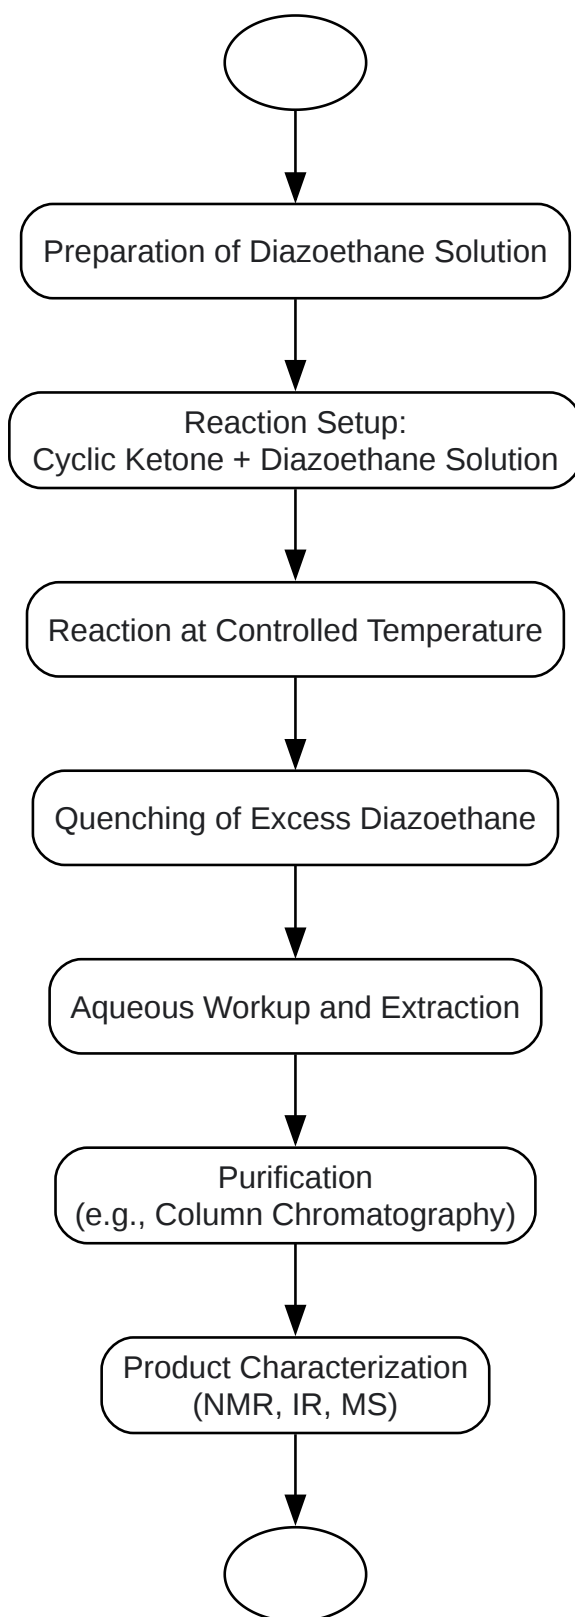 Preparation of Diazoethane Solution
Reaction Setup:
Cyclic Ketone + Diazoethane Solution
Reaction at Controlled Temperature
Quenching of Excess Diazoethane
Aqueous Workup and Extraction
Purification
(e.g., Column Chromatography)
Product Characterization
(NMR, IR, MS)